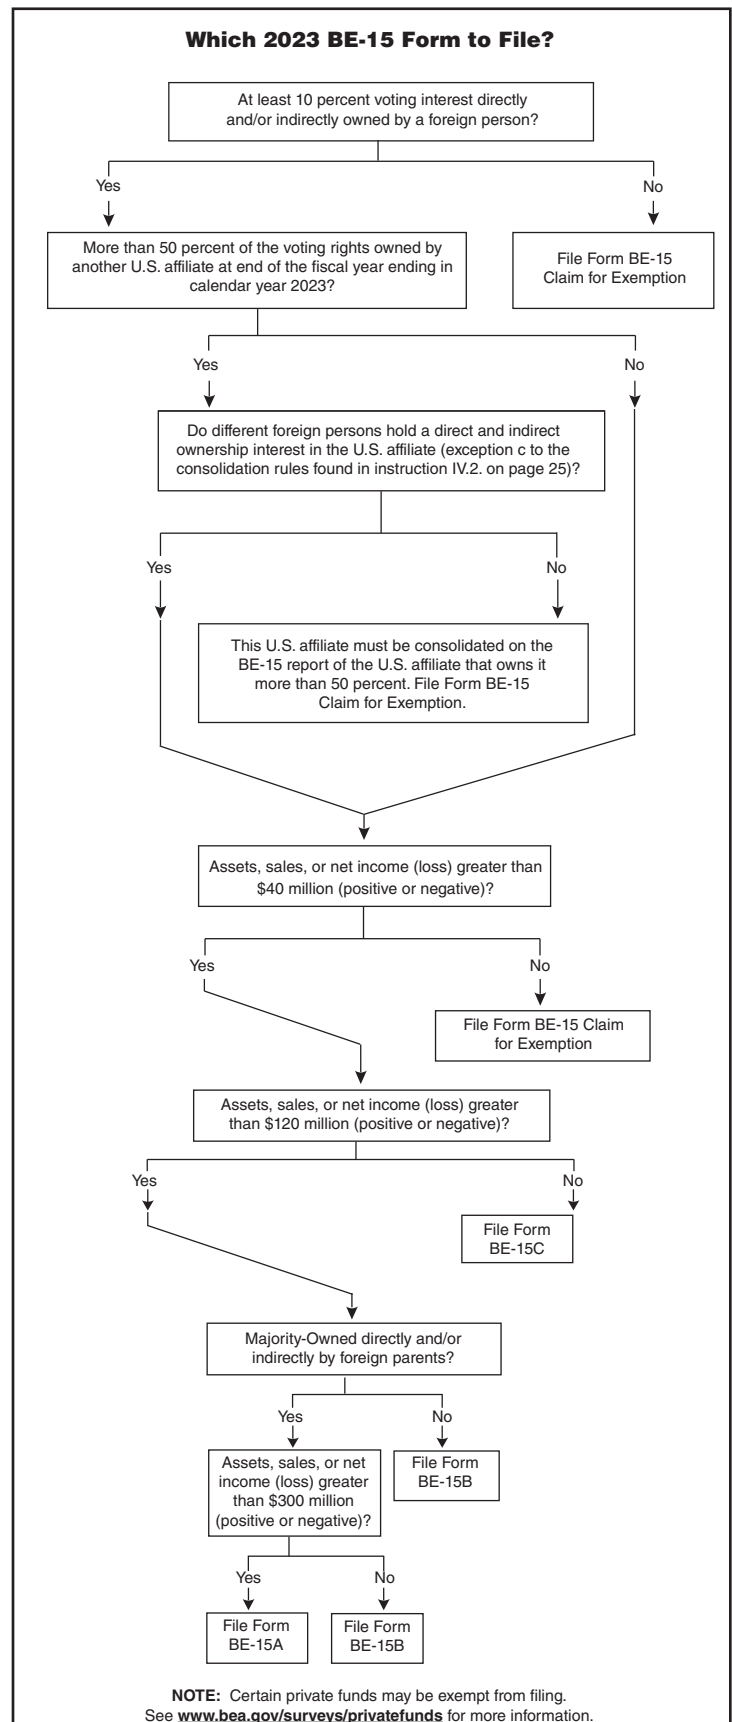 Which 2023 BE-15 Form to File?
At least 10 percent voting interest directly
and/or indirectly owned by a foreign person?
Yes
No
More than 50 percent of the voting rights owned by
another U.S. affiliate at end of the fiscal year ending in
calendar year 2023?
File Form BE-15
Claim for Exemption
Yes
No
Do different foreign persons hold a direct and indirect
ownership interest in the U.S. affiliate (exception c to the
consolidation rules found in instruction IV.2. on page 25)?
Yes
No
This U.S. affiliate must be consolidated on the
BE-15 report of the U.S. affiliate that owns it
more than 50 percent. File Form BE-15
Claim for Exemption.
Assets, sales, or net income (loss) greater than
$40 million (positive or negative)?
Yes
No
File Form BE-15 Claim
for Exemption
Assets, sales, or net income (loss) greater
than $120 million (positive or negative)?
Yes
No
File Form
BE-15C
Majority-Owned directly and/or
indirectly by foreign parents?
Yes
No
Assets, sales, or net
income (loss) greater
than $300 million
(positive or negative)?
File Form
BE-15B
Yes
No
File Form
BE-15A
File Form
BE-15B
NOTE: Certain private funds may be exempt from filing.
See www.bea.gov/surveys/privatefunds for more information.